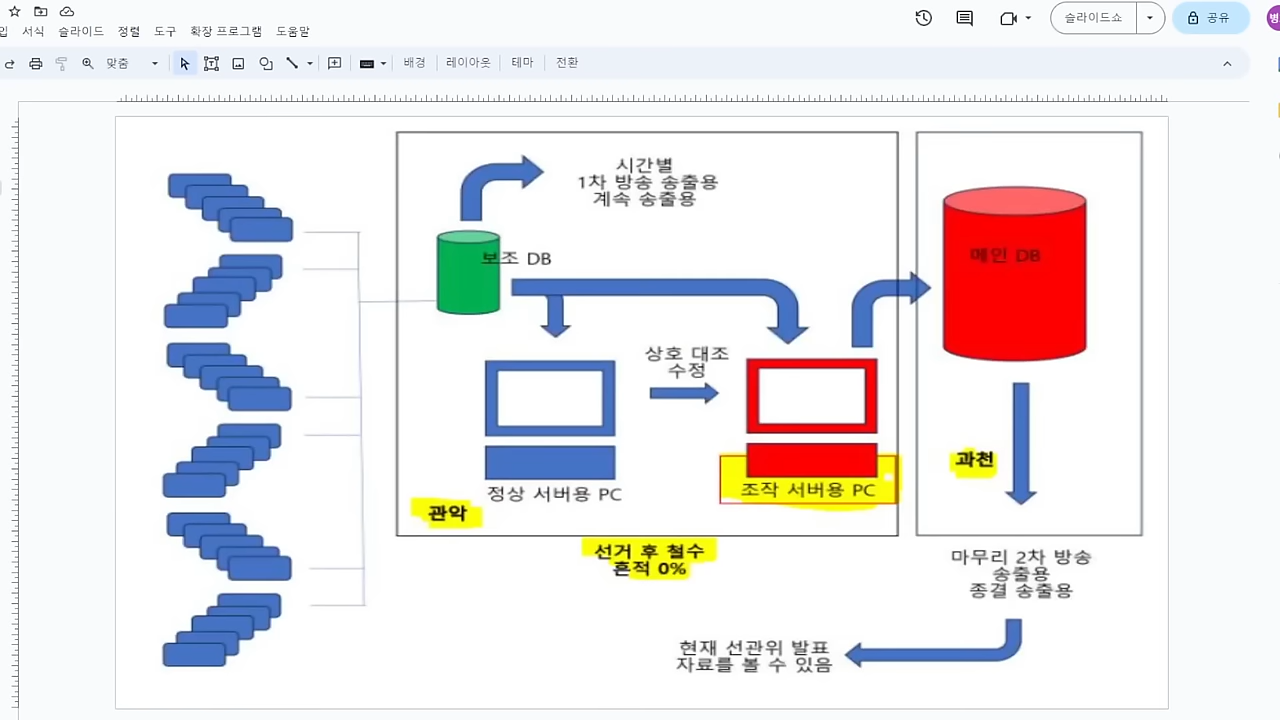 입 서식 슬라이드 정렬 도구 확장 프로그램 도움말
슬라이드쇼
공유
맞춤
배경 레이아웃 테마 전환
시간별
1차 방송 송출용
계속 송출용
보조 DB
메인 DB
상호 대조
수정
정상 서버용 PC
조작 서버용 PC
관악
과천
선거 후 철수
흔적 0%
마무리 2차 방송
송출용
종결 송출용
현재 선관위 발표
자료를 볼 수 있음